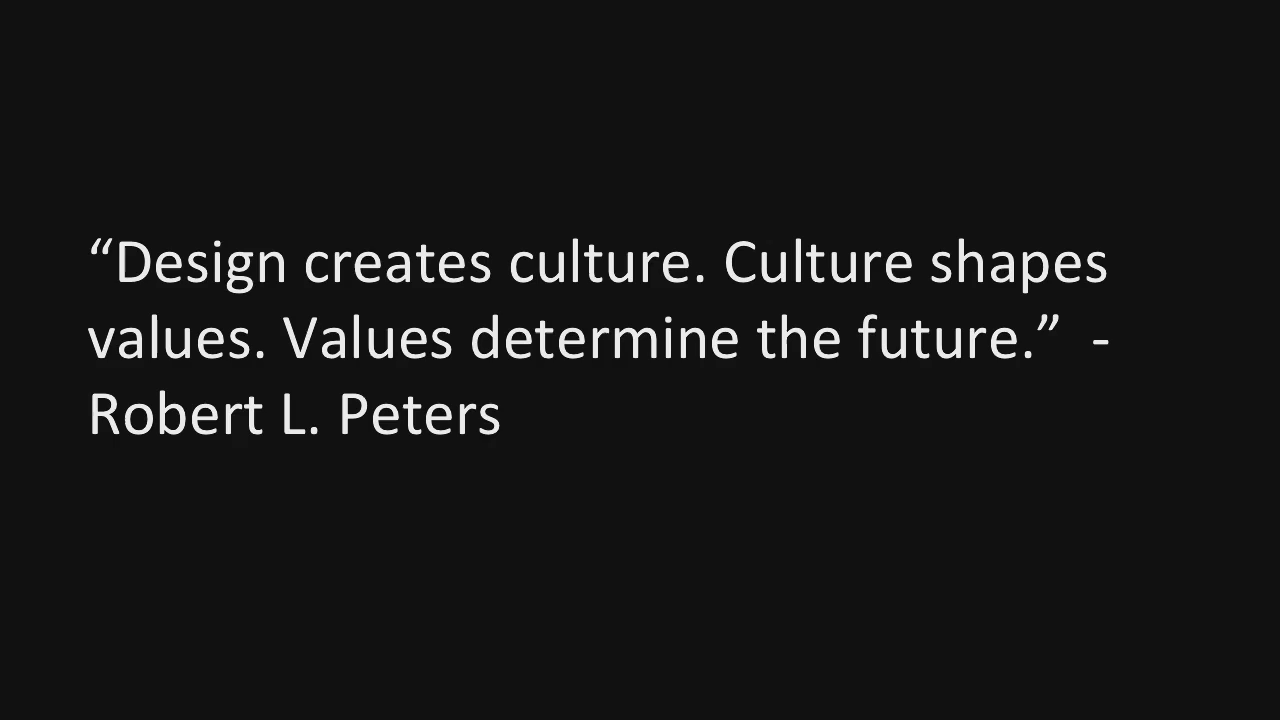 “Design creates culture. Culture shapes
values. Values determine the future.”  -
Robert L. Peters